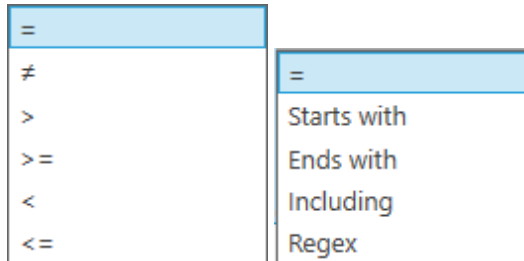 =
≠
>
>=
<
<=
=
Starts with
Ends with
Including
Regex